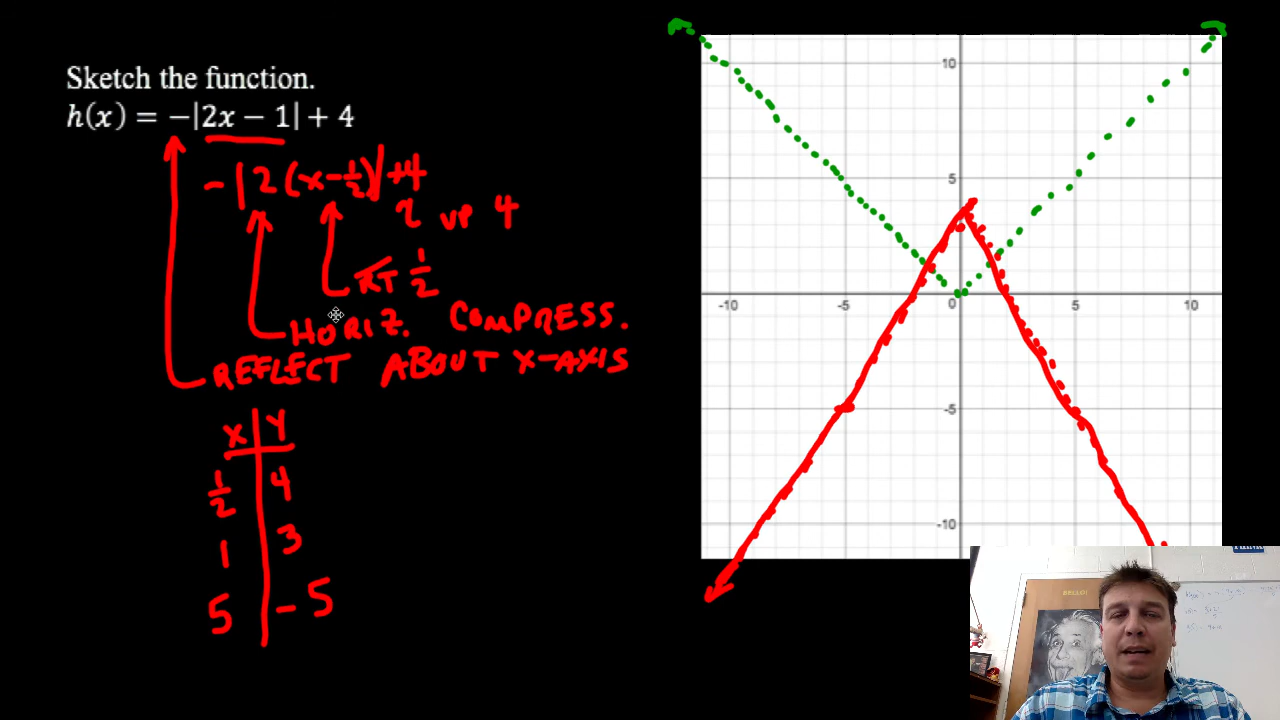 Sketch the function.
h(x) = −|2x − 1| + 4
-|2(x-1/2)|+4
2 UP 4
RT 1/2
HORIZ. COMPRESS.
REFLECT ABOUT X-AXIS
X Y
1/2 4
1 3
5 -5
10
5
-10 -5 0 5 10
-5
-10